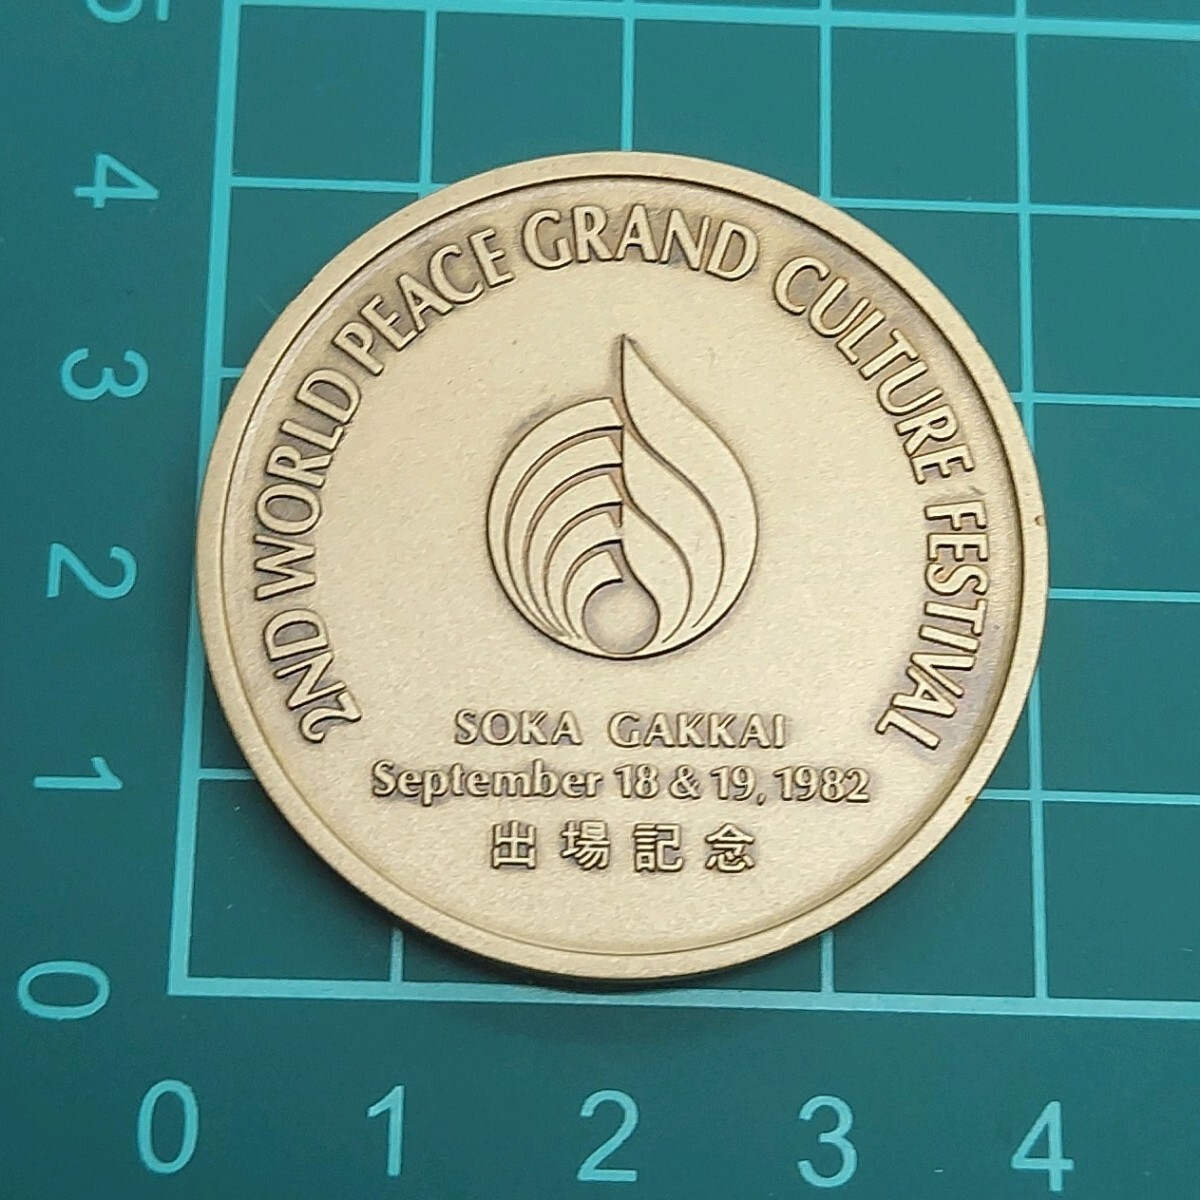 2ND WORLD PEACE GRAND CULTURE FESTIVAL
SOKA GAKKAI
September 18 & 19, 1982
出場記念
5
4
3
2
1
0
0 1 2 3 4